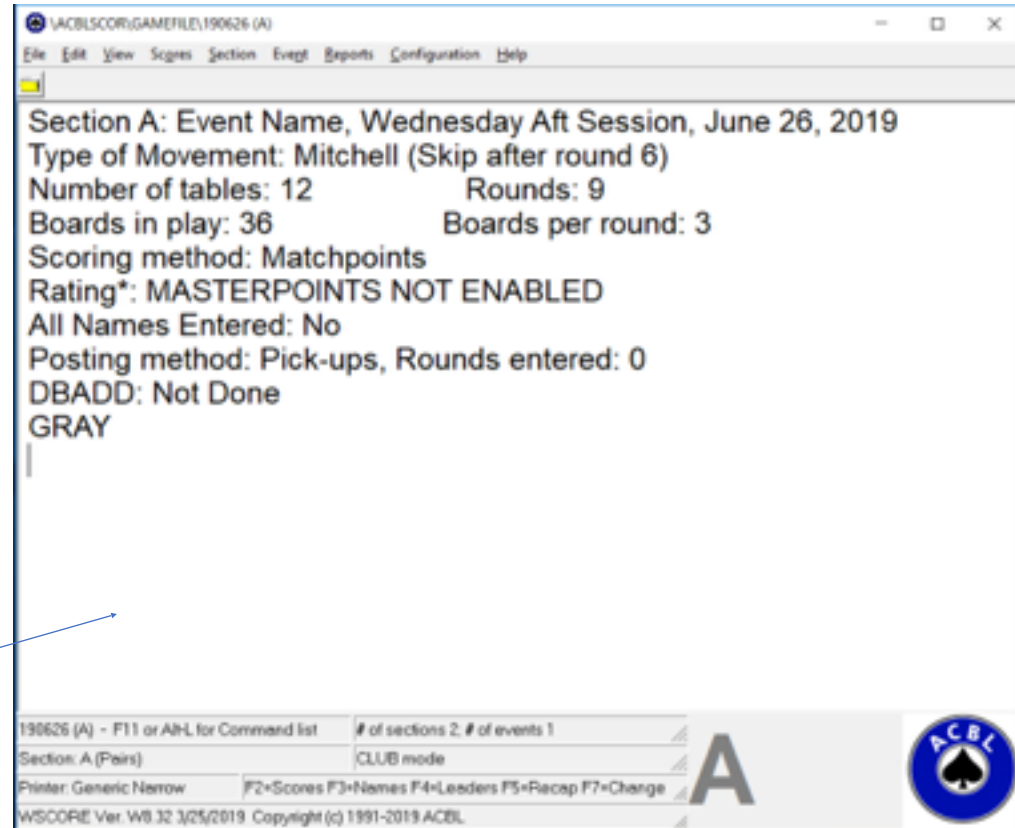 \ACBLSCOR\GAMEFILE\190626 (A)
File Edit View Scores Section Event Reports Configuration Help
Section A: Event Name, Wednesday Aft Session, June 26, 2019
Type of Movement: Mitchell (Skip after round 6)
Number of tables: 12 Rounds: 9
Boards in play: 36 Boards per round: 3
Scoring method: Matchpoints
Rating*: MASTERPOINTS NOT ENABLED
All Names Entered: No
Posting method: Pick-ups, Rounds entered: 0
DBADD: Not Done
GRAY
190626 (A) - F11 or Alt-L for Command list # of sections 2; # of events 1
Section: A (Pairs) CLUB mode
Printer: Generic Narrow F2=Scores F3=Names F4=Leaders F5=Recap F7=Change
WSCORE Ver. W8.32 3/25/2019 Copyright (c) 1991-2019 ACBL
A
ACBL